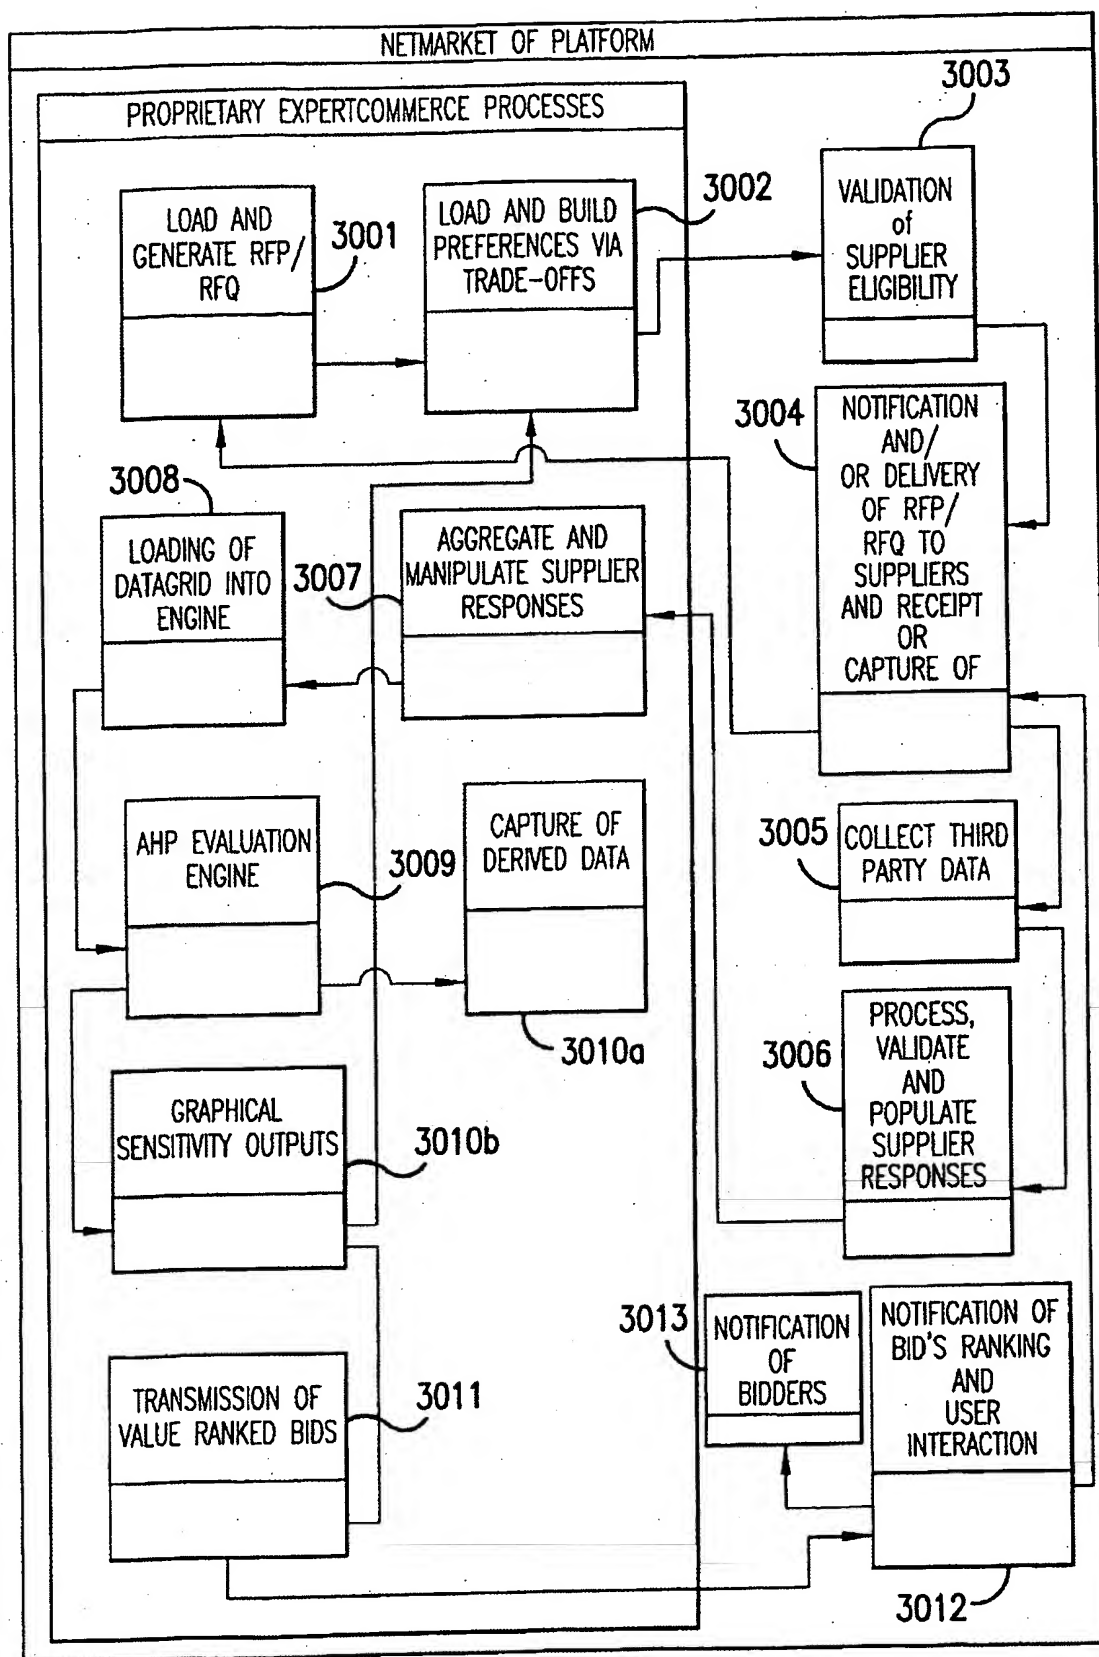 NETMARKET OF PLATFORM
PROPRIETARY EXPERTCOMMERCE PROCESSES
LOAD AND
GENERATE RFP/
RFQ
3001
LOAD AND BUILD
PREFERENCES VIA
TRADE-OFFS
3002
3003
VALIDATION
of
SUPPLIER
ELIGIBILITY
3004
NOTIFICATION
AND/
OR DELIVERY
OF RFP/
RFQ TO
SUPPLIERS
AND RECEIPT
OR
CAPTURE OF
3008
LOADING OF
DATAGRID INTO
ENGINE
3007
AGGREGATE AND
MANIPULATE SUPPLIER
RESPONSES
AHP EVALUATION
ENGINE
3009
CAPTURE OF
DERIVED DATA
3010a
3005
COLLECT THIRD
PARTY DATA
3006
PROCESS,
VALIDATE
AND
POPULATE
SUPPLIER
RESPONSES
GRAPHICAL
SENSITIVITY OUTPUTS
3010b
TRANSMISSION OF
VALUE RANKED BIDS
3011
3013
NOTIFICATION
OF
BIDDERS
NOTIFICATION OF
BID'S RANKING
AND
USER
INTERACTION
3012